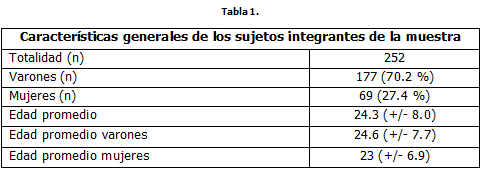 Tabla 1.
Características generales de los sujetos integrantes de la muestra
Totalidad (n) 252
Varones (n) 177 (70.2 %)
Mujeres (n) 69 (27.4 %)
Edad promedio 24.3 (+/- 8.0)
Edad promedio varones 24.6 (+/- 7.7)
Edad promedio mujeres 23 (+/- 6.9)